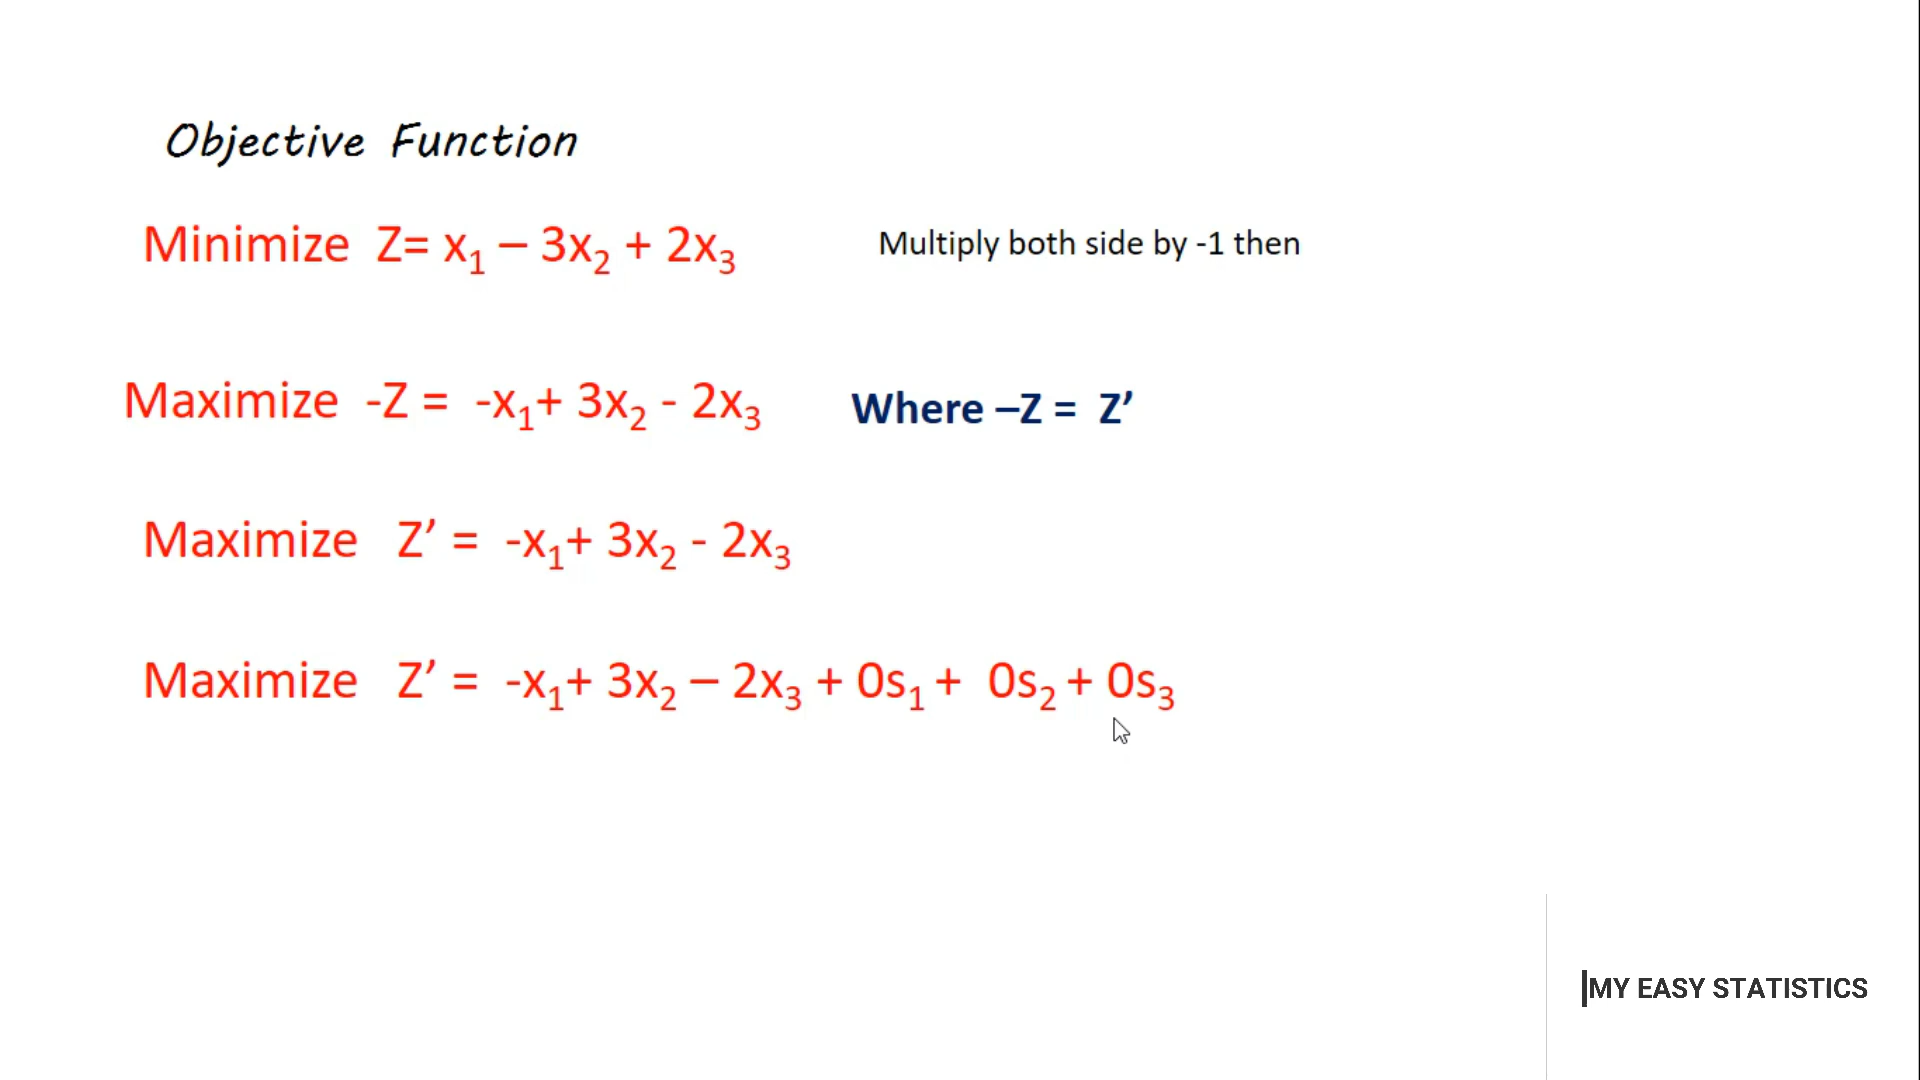 Objective Function
Minimize Z= x₁ – 3x₂ + 2x₃ Multiply both side by -1 then
Maximize -Z = -x₁+ 3x₂ - 2x₃ Where –Z = Z’
Maximize Z’ = -x₁+ 3x₂ - 2x₃
Maximize Z’ = -x₁+ 3x₂ – 2x₃ + 0s₁ + 0s₂ + 0s₃
MY EASY STATISTICS